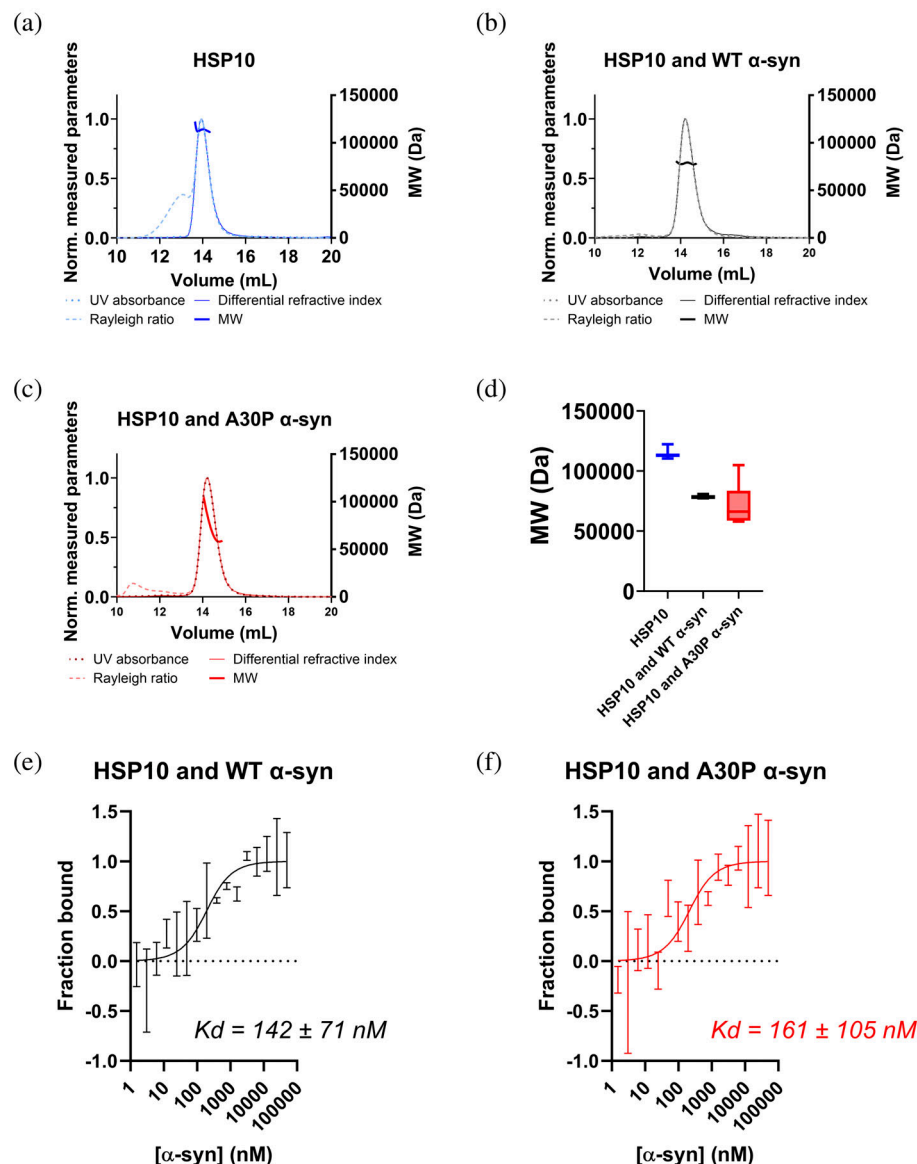 (a)
HSP10
Norm. measured parameters
1.0
0.5
0.0
150000
100000
50000
0
MW (Da)
10 12 14 16 18 20
Volume (mL)
UV absorbance Differential refractive index
Rayleigh ratio MW
(b)
HSP10 and WT α-syn
Norm. measured parameters
1.0
0.5
0.0
150000
100000
50000
0
MW (Da)
10 12 14 16 18 20
Volume (mL)
UV absorbance Differential refractive index
Rayleigh ratio MW
(c)
HSP10 and A30P α-syn
Norm. measured parameters
1.0
0.5
0.0
150000
100000
50000
0
MW (Da)
10 12 14 16 18 20
Volume (mL)
UV absorbance Differential refractive index
Rayleigh ratio MW
(d)
MW (Da)
150000
100000
50000
0
HSP10
HSP10 and WT α-syn
HSP10 and A30P α-syn
(e)
HSP10 and WT α-syn
Fraction bound
1.5
1.0
0.5
0.0
-0.5
-1.0
Kd = 142 ± 71 nM
1 10 100 1000 10000 100000
[α-syn] (nM)
(f)
HSP10 and A30P α-syn
Fraction bound
1.5
1.0
0.5
0.0
-0.5
-1.0
Kd = 161 ± 105 nM
1 10 100 1000 10000 100000
[α-syn] (nM)